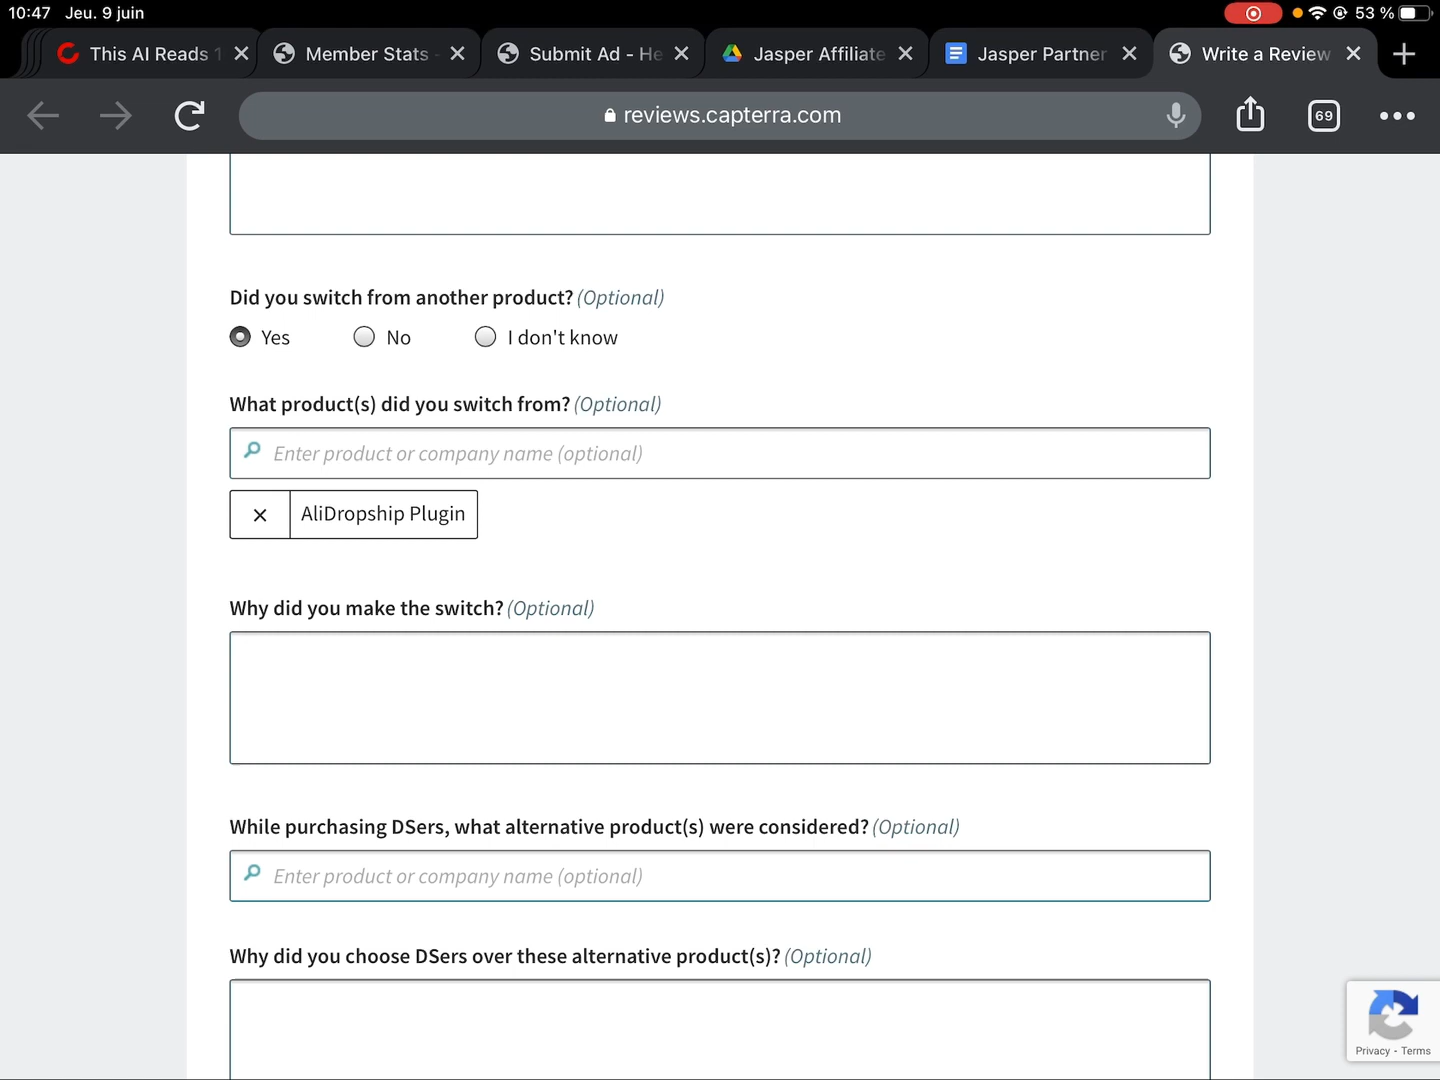 10:47 Jeu. 9 juin 53 %
This AI Reads 1 Member Stats - Submit Ad - He Jasper Affiliate Jasper Partner Write a Review
reviews.capterra.com 69
Did you switch from another product? (Optional)
Yes No I don't know
What product(s) did you switch from? (Optional)
Enter product or company name (optional)
AliDropship Plugin
Why did you make the switch? (Optional)
While purchasing DSers, what alternative product(s) were considered? (Optional)
Enter product or company name (optional)
Why did you choose DSers over these alternative product(s)? (Optional)
Privacy - Terms